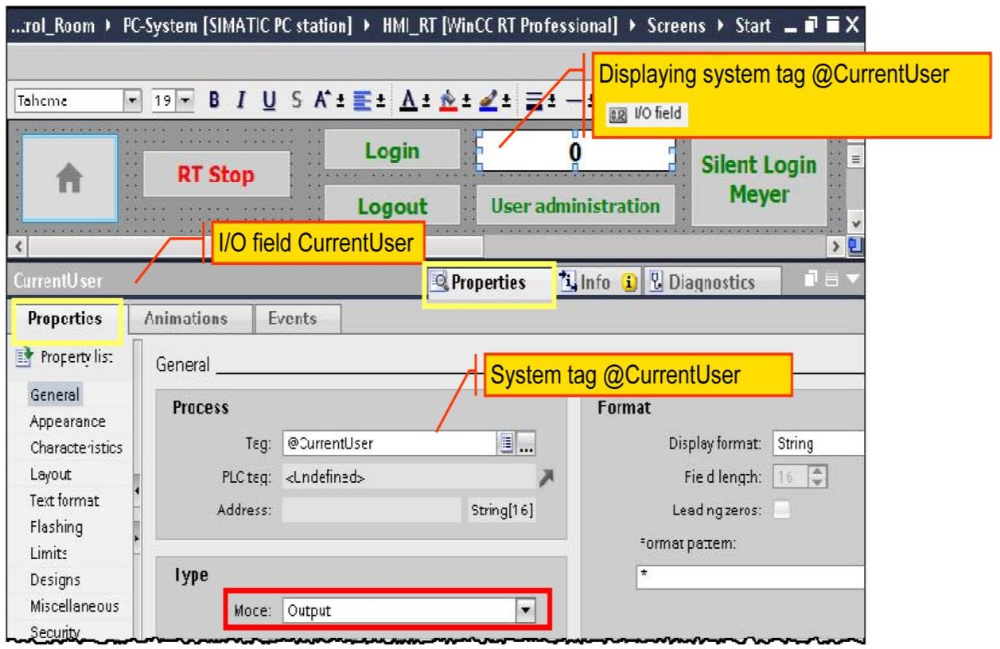 ...rol_Room ▸ PC-System [SIMATIC PC station] ▸ HMI_RT [WinCC RT Professional] ▸ Screens ▸ Start
Displaying system tag @CurrentUser
I/O field
Tahoma 19 B I U S A
Login
0
Silent Login
Meyer
RT Stop
Logout
User administration
I/O field CurrentUser
CurrentUser
Properties
Info
Diagnostics
Properties
Animations
Events
Property list
General
System tag @CurrentUser
General
Appearance
Characteristics
Layout
Text format
Flashing
Limits
Designs
Miscellaneous
Security
Process
Tag: @CurrentUser
PLC tag: <Undefined>
Address: String[16]
Type
Mode: Output
Format
Display format: String
Field length: 16
Leading zeros:
Format pattern:
*